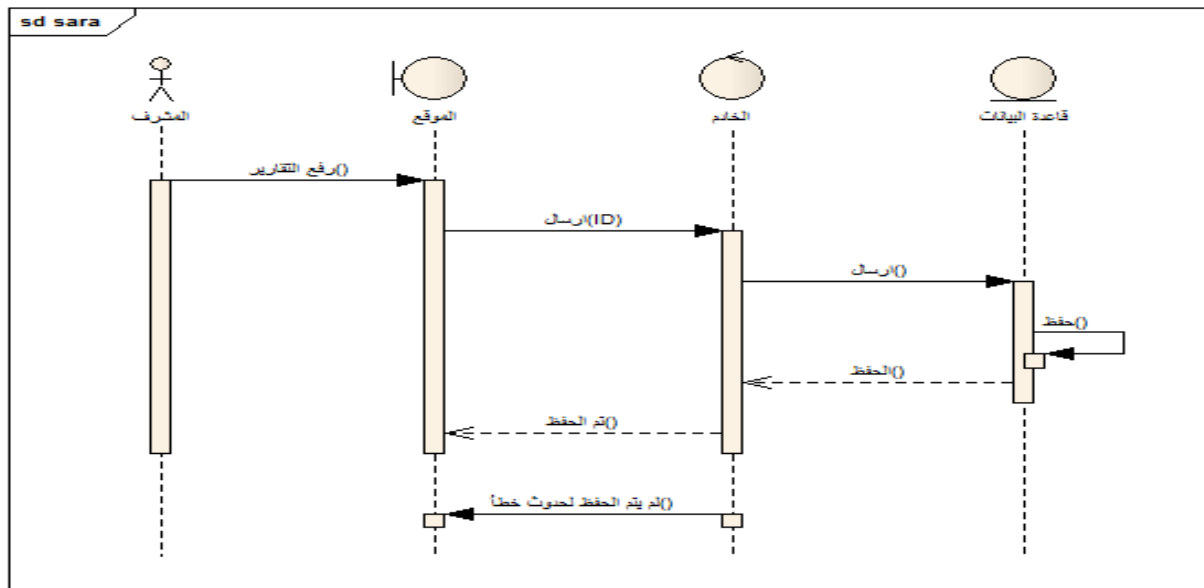 sd sara
المشرف
الموقع
الخادم
قاعدة البيانات
رفع التقارير()
ارسال(ID)
ارسال()
حفظ()
الحفظ()
تم الحفظ()
لم يتم الحفظ لحدوث خطأ()